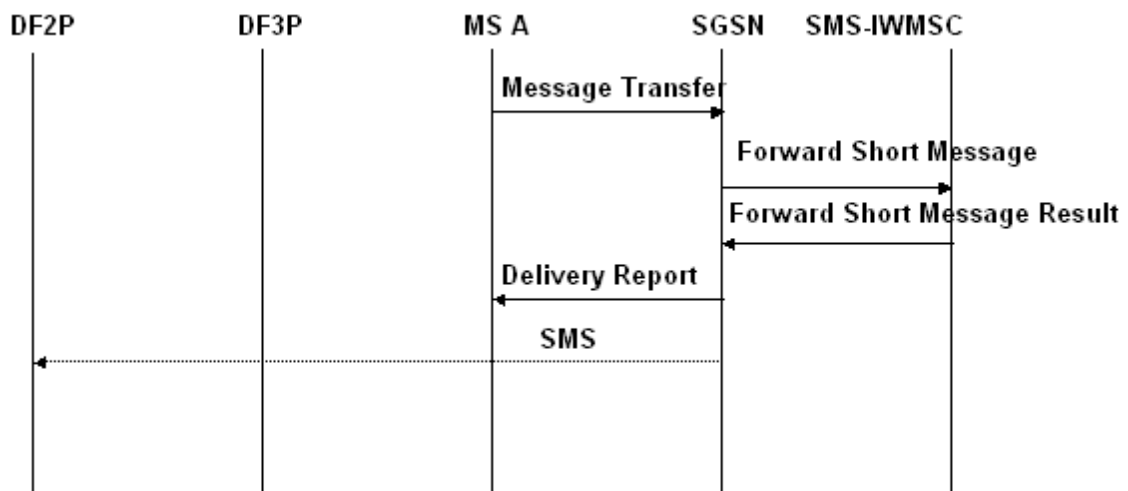 DF2P DF3P MS A SGSN SMS-IWMSC
Message Transfer
Forward Short Message
Forward Short Message Result
Delivery Report
SMS